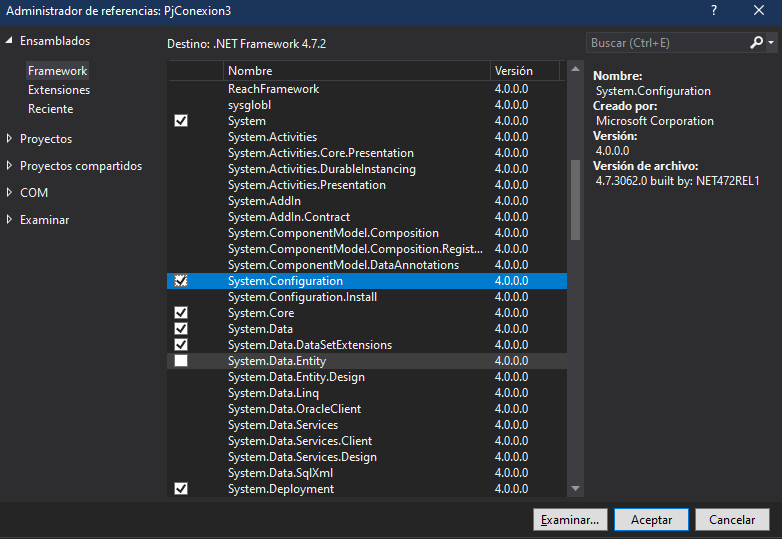 Administrador de referencias: PjConexion3
? X
Ensamblados
Framework
Extensiones
Reciente
Proyectos
Proyectos compartidos
COM
Examinar
Destino: .NET Framework 4.7.2
Nombre Versión
ReachFramework 4.0.0.0
sysglobl 4.0.0.0
System 4.0.0.0
System.Activities 4.0.0.0
System.Activities.Core.Presentation 4.0.0.0
System.Activities.DurableInstancing 4.0.0.0
System.Activities.Presentation 4.0.0.0
System.AddIn 4.0.0.0
System.AddIn.Contract 4.0.0.0
System.ComponentModel.Composition 4.0.0.0
System.ComponentModel.Composition.Regist... 4.0.0.0
System.ComponentModel.DataAnnotations 4.0.0.0
System.Configuration 4.0.0.0
System.Configuration.Install 4.0.0.0
System.Core 4.0.0.0
System.Data 4.0.0.0
System.Data.DataSetExtensions 4.0.0.0
System.Data.Entity 4.0.0.0
System.Data.Entity.Design 4.0.0.0
System.Data.Linq 4.0.0.0
System.Data.OracleClient 4.0.0.0
System.Data.Services 4.0.0.0
System.Data.Services.Client 4.0.0.0
System.Data.Services.Design 4.0.0.0
System.Data.SqlXml 4.0.0.0
System.Deployment 4.0.0.0
Buscar (Ctrl+E)
Nombre:
System.Configuration
Creado por:
Microsoft Corporation
Versión:
4.0.0.0
Versión de archivo:
4.7.3062.0 built by: NET472REL1
Examinar... Aceptar Cancelar